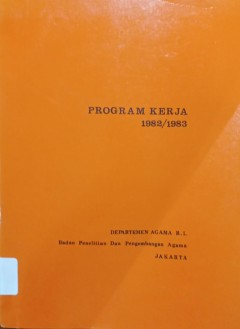 PROGRAM KERJA
1982/1983
DEPARTEMEN AGAMA R.I.
Badan Penelitian Dan Pengembangan Agama
JAKARTA